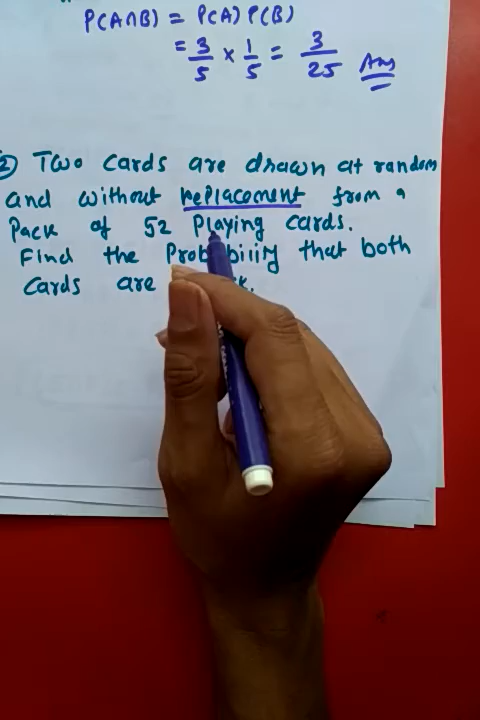 P(A∩B) = P(A) P(B)
= 3/5 × 1/5 = 3/25 Ans
2) Two cards are drawn at random
and without replacement from a
Pack of 52 Playing cards.
Find the Probability that both
cards are